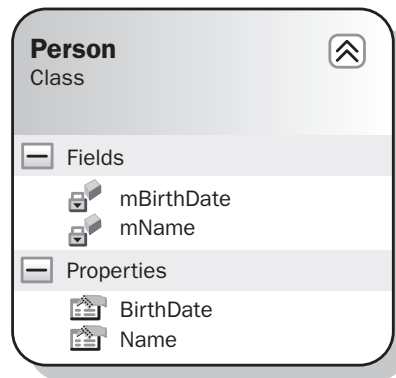 Person
Class
Fields
mBirthDate
mName
Properties
BirthDate
Name